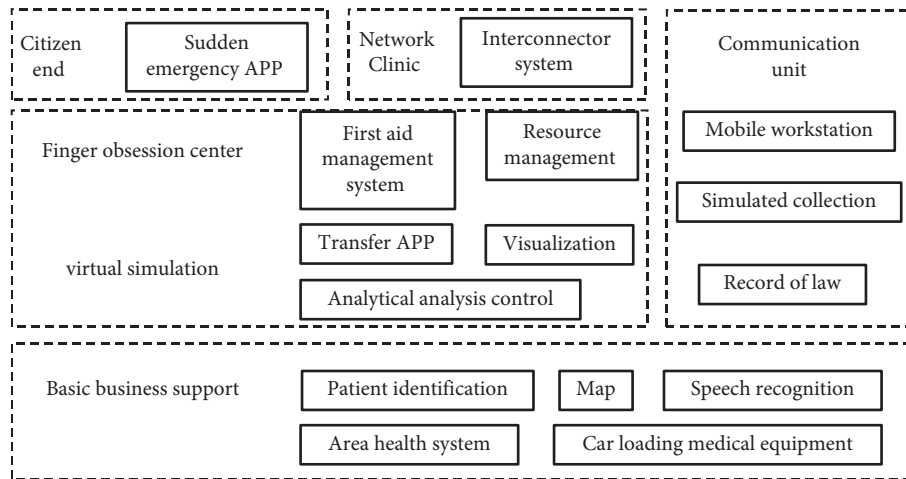 Citizen
end
Sudden
emergency APP
Network
Clinic
Interconnector
system
Communication
unit
Mobile workstation
Simulated collection
Record of law
Finger obsession center
First aid
management
system
Resource
management
virtual simulation
Transfer APP
Visualization
Analytical analysis control
Basic business support
Patient identification
Map
Speech recognition
Area health system
Car loading medical equipment